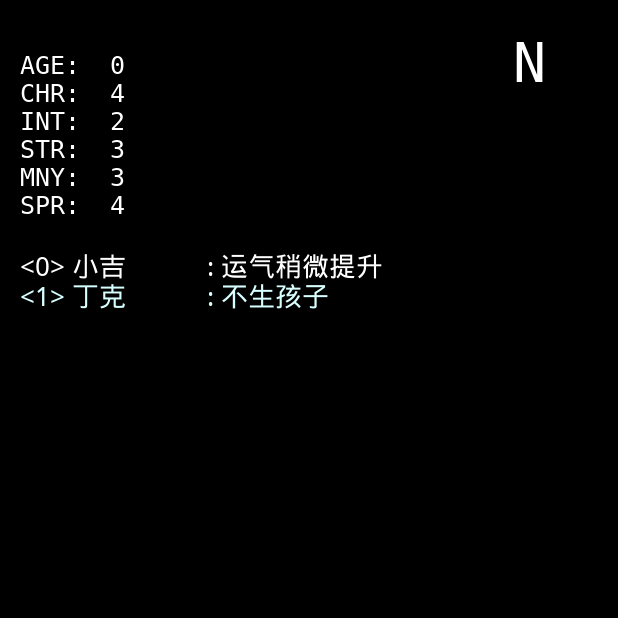 N
AGE: 0
CHR: 4
INT: 2
STR: 3
MNY: 3
SPR: 4
<0> 小吉 : 运气稍微提升
<1> 丁克 : 不生孩子